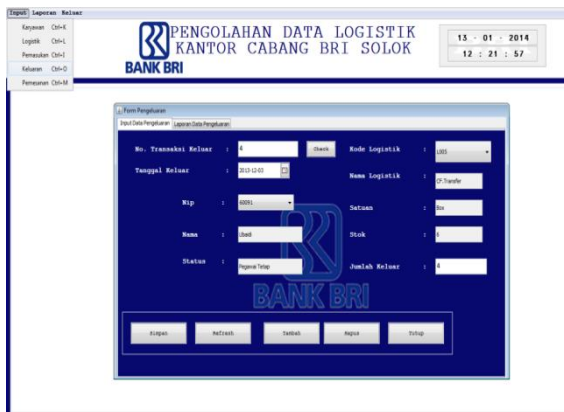 Input Laporan Keluar
Karyawan Ctrl+K
Logistik Ctrl+L
Pemasukan Ctrl+I
Keluaran Ctrl+O
Pemesanan Ctrl+M
BANK BRI
PENGOLAHAN DATA LOGISTIK
KANTOR CABANG BRI SOLOK
13 - 01 - 2014
12 : 21 : 57
Form Pengeluaran
Input Data Pengeluaran Laporan Data Pengeluaran
No. Transaksi Keluar : 6 Check
Kode Logistik : L005
Tanggal Keluar : 2013-12-03
Nama Logistik : CF.Transfer
Nip : 60091
Satuan : Box
Nama : Ubaidi
Stok : 6
Status : Pegawai Tetap
Jumlah Keluar : 4
BANK BRI
Simpan Refresh Tambah Hapus Tutup